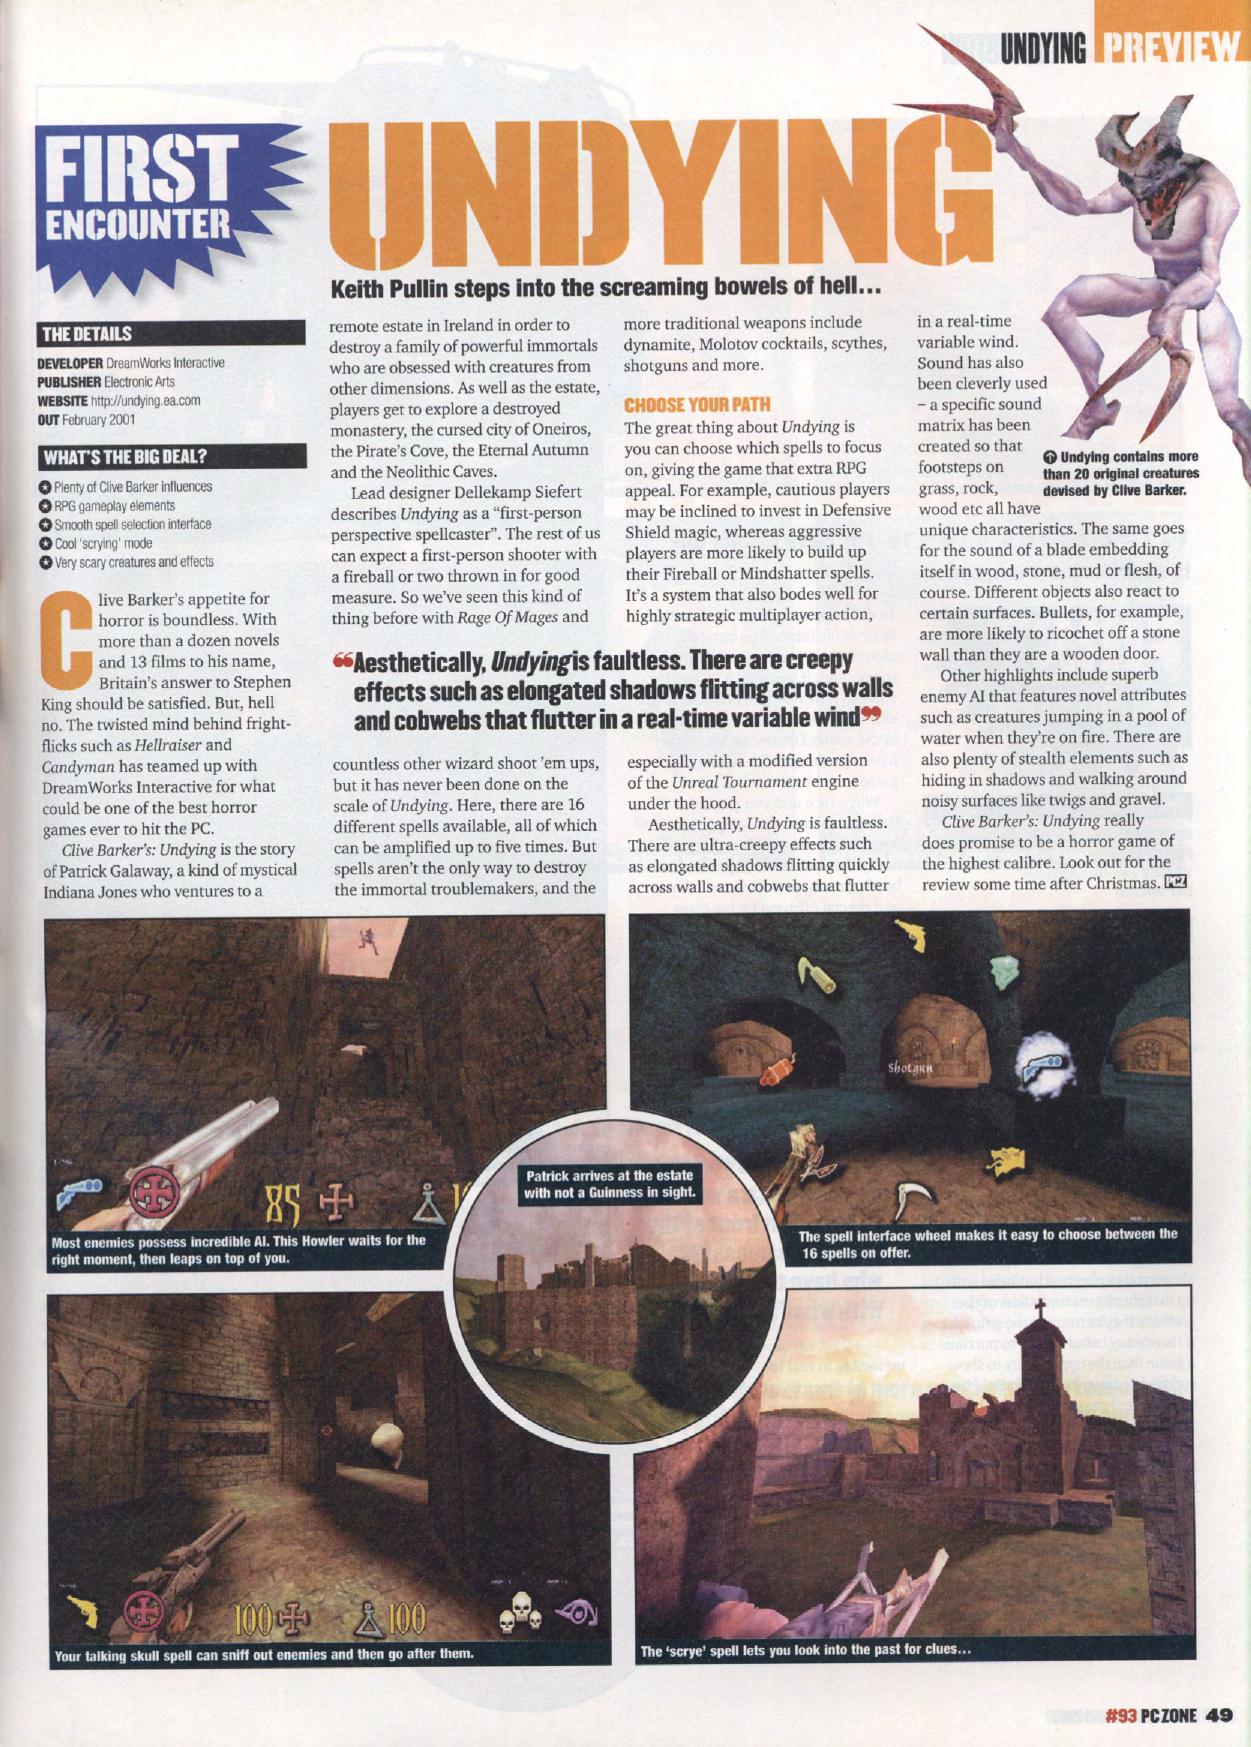 UNDYING PREVIEW
FIRST
ENCOUNTER
UNDYING
Keith Pullin steps into the screaming bowels of hell...
THE DETAILS
DEVELOPER DreamWorks Interactive
PUBLISHER Electronic Arts
WEBSITE http://undying.ea.com
OUT February 2001
WHAT'S THE BIG DEAL?
Plenty of Clive Barker influences
RPG gameplay elements
Smooth spell selection interface
Cool 'scrying' mode
Very scary creatures and effects
Clive Barker's appetite for
horror is boundless. With
more than a dozen novels
and 13 films to his name,
Britain's answer to Stephen
King should be satisfied. But, hell
no. The twisted mind behind fright-
flicks such as Hellraiser and
Candyman has teamed up with
DreamWorks Interactive for what
could be one of the best horror
games ever to hit the PC.
Clive Barker's: Undying is the story
of Patrick Galaway, a kind of mystical
Indiana Jones who ventures to a
remote estate in Ireland in order to
destroy a family of powerful immortals
who are obsessed with creatures from
other dimensions. As well as the estate,
players get to explore a destroyed
monastery, the cursed city of Oneiros,
the Pirate's Cove, the Eternal Autumn
and the Neolithic Caves.
Lead designer Dellekamp Siefert
describes Undying as a "first-person
perspective spellcaster". The rest of us
can expect a first-person shooter with
a fireball or two thrown in for good
measure. So we've seen this kind of
thing before with Rage Of Mages and
"Aesthetically, Undying is faultless. There are creepy
effects such as elongated shadows flitting across walls
and cobwebs that flutter in a real-time variable wind"
countless other wizard shoot 'em ups,
but it has never been done on the
scale of Undying. Here, there are 16
different spells available, all of which
can be amplified up to five times. But
spells aren't the only way to destroy
the immortal troublemakers, and the
more traditional weapons include
dynamite, Molotov cocktails, scythes,
shotguns and more.
CHOOSE YOUR PATH
The great thing about Undying is
you can choose which spells to focus
on, giving the game that extra RPG
appeal. For example, cautious players
may be inclined to invest in Defensive
Shield magic, whereas aggressive
players are more likely to build up
their Fireball or Mindshatter spells.
It's a system that also bodes well for
highly strategic multiplayer action,
especially with a modified version
of the Unreal Tournament engine
under the hood.
Aesthetically, Undying is faultless.
There are ultra-creepy effects such
as elongated shadows flitting quickly
across walls and cobwebs that flutter
in a real-time
variable wind.
Sound has also
been cleverly used
– a specific sound
matrix has been
created so that
footsteps on
grass, rock,
wood etc all have
unique characteristics. The same goes
for the sound of a blade embedding
itself in wood, stone, mud or flesh, of
course. Different objects also react to
certain surfaces. Bullets, for example,
are more likely to ricochet off a stone
wall than they are a wooden door.
Other highlights include superb
enemy AI that features novel attributes
such as creatures jumping in a pool of
water when they're on fire. There are
also plenty of stealth elements such as
hiding in shadows and walking around
noisy surfaces like twigs and gravel.
Clive Barker's: Undying really
does promise to be a horror game of
the highest calibre. Look out for the
review some time after Christmas. PCZ
Undying contains more
than 20 original creatures
devised by Clive Barker.
85
Most enemies possess incredible AI. This Howler waits for the
right moment, then leaps on top of you.
Shotgun
The spell interface wheel makes it easy to choose between the
16 spells on offer.
Patrick arrives at the estate
with not a Guinness in sight.
100 100
Your talking skull spell can sniff out enemies and then go after them.
The 'scrye' spell lets you look into the past for clues...
#93 PC ZONE 49